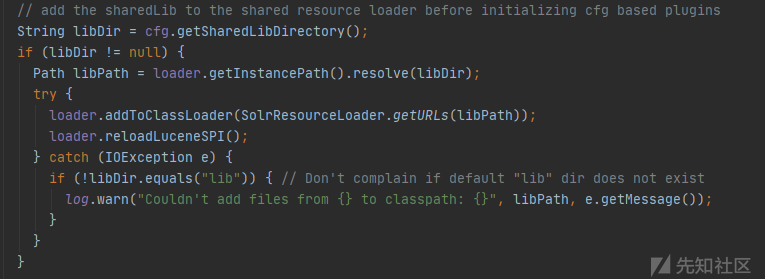 // add the sharedLib to the shared resource loader before initializing cfg based plugins
String libDir = cfg.getSharedLibDirectory();
if (libDir != null) {
  Path libPath = loader.getInstancePath().resolve(libDir);
  try {
    loader.addToClassLoader(SolrResourceLoader.getURLs(libPath));
    loader.reloadLuceneSPI();
  } catch (IOException e) {
    if (!libDir.equals("lib")) { // Don't complain if default "lib" dir does not exist
      log.warn("Couldn't add files from {} to classpath: {}", libPath, e.getMessage());
    }
  }
}
先知社区